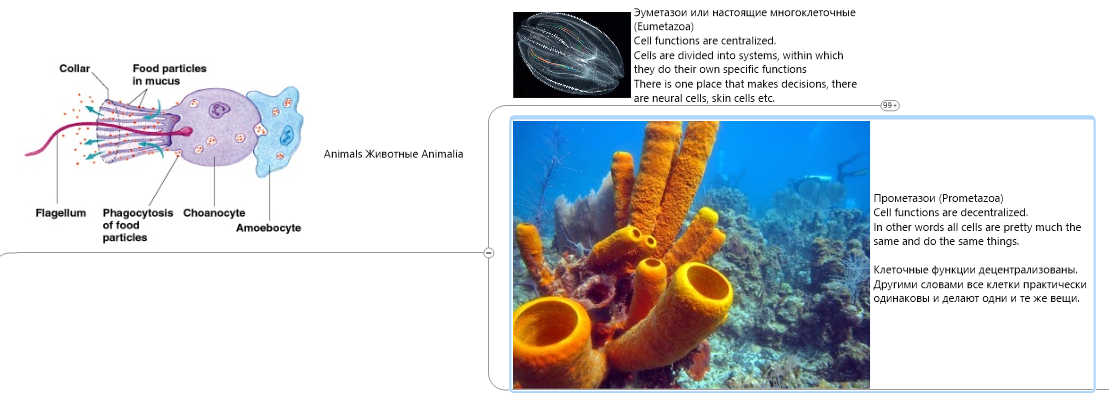 Collar
Food particles
in mucus
Flagellum
Phagocytosis
of food
particles
Choanocyte
Amoebocyte
Animals Животные Animalia
Эуметазои или настоящие многоклеточные
(Eumetazoa)
Cell functions are centralized.
Cells are divided into systems, within which
they do their own specific functions
There is one place that makes decisions, there
are neural cells, skin cells etc.
99+
Прометазои (Prometazoa)
Cell functions are decentralized.
In other words all cells are pretty much the
same and do the same things.
Клеточные функции децентрализованы.
Другими словами все клетки практически
одинаковы и делают одни и те же вещи.